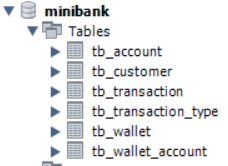 minibank
Tables
tb_account
tb_customer
tb_transaction
tb_transaction_type
tb_wallet
tb_wallet_account